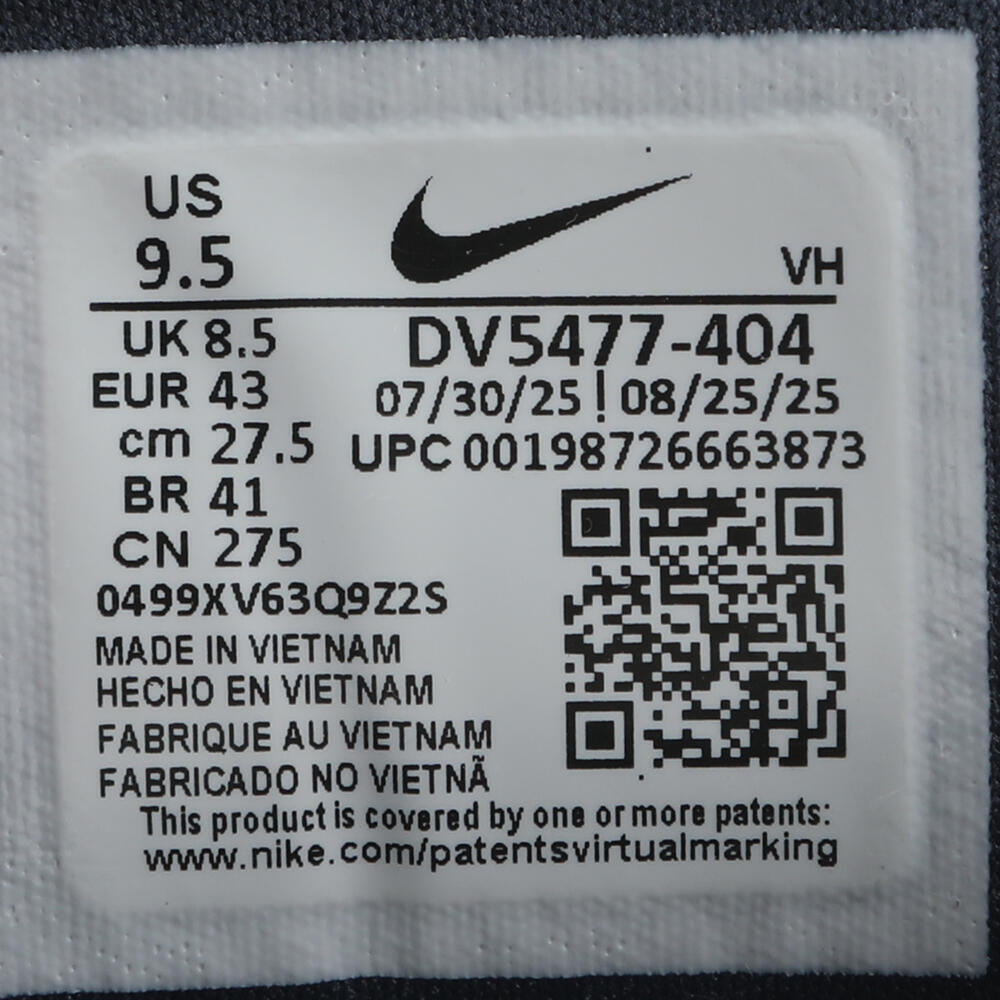 US
9.5
VH
UK 8.5
EUR 43
cm 27.5
BR 41
CN 275
DV5477-404
07/30/25 | 08/25/25
UPC 00198726663873
0499XV63Q9Z2S
MADE IN VIETNAM
HECHO EN VIETNAM
FABRIQUE AU VIETNAM
FABRICADO NO VIETNÃ
This product is covered by one or more patents:
www.nike.com/patentsvirtualmarking